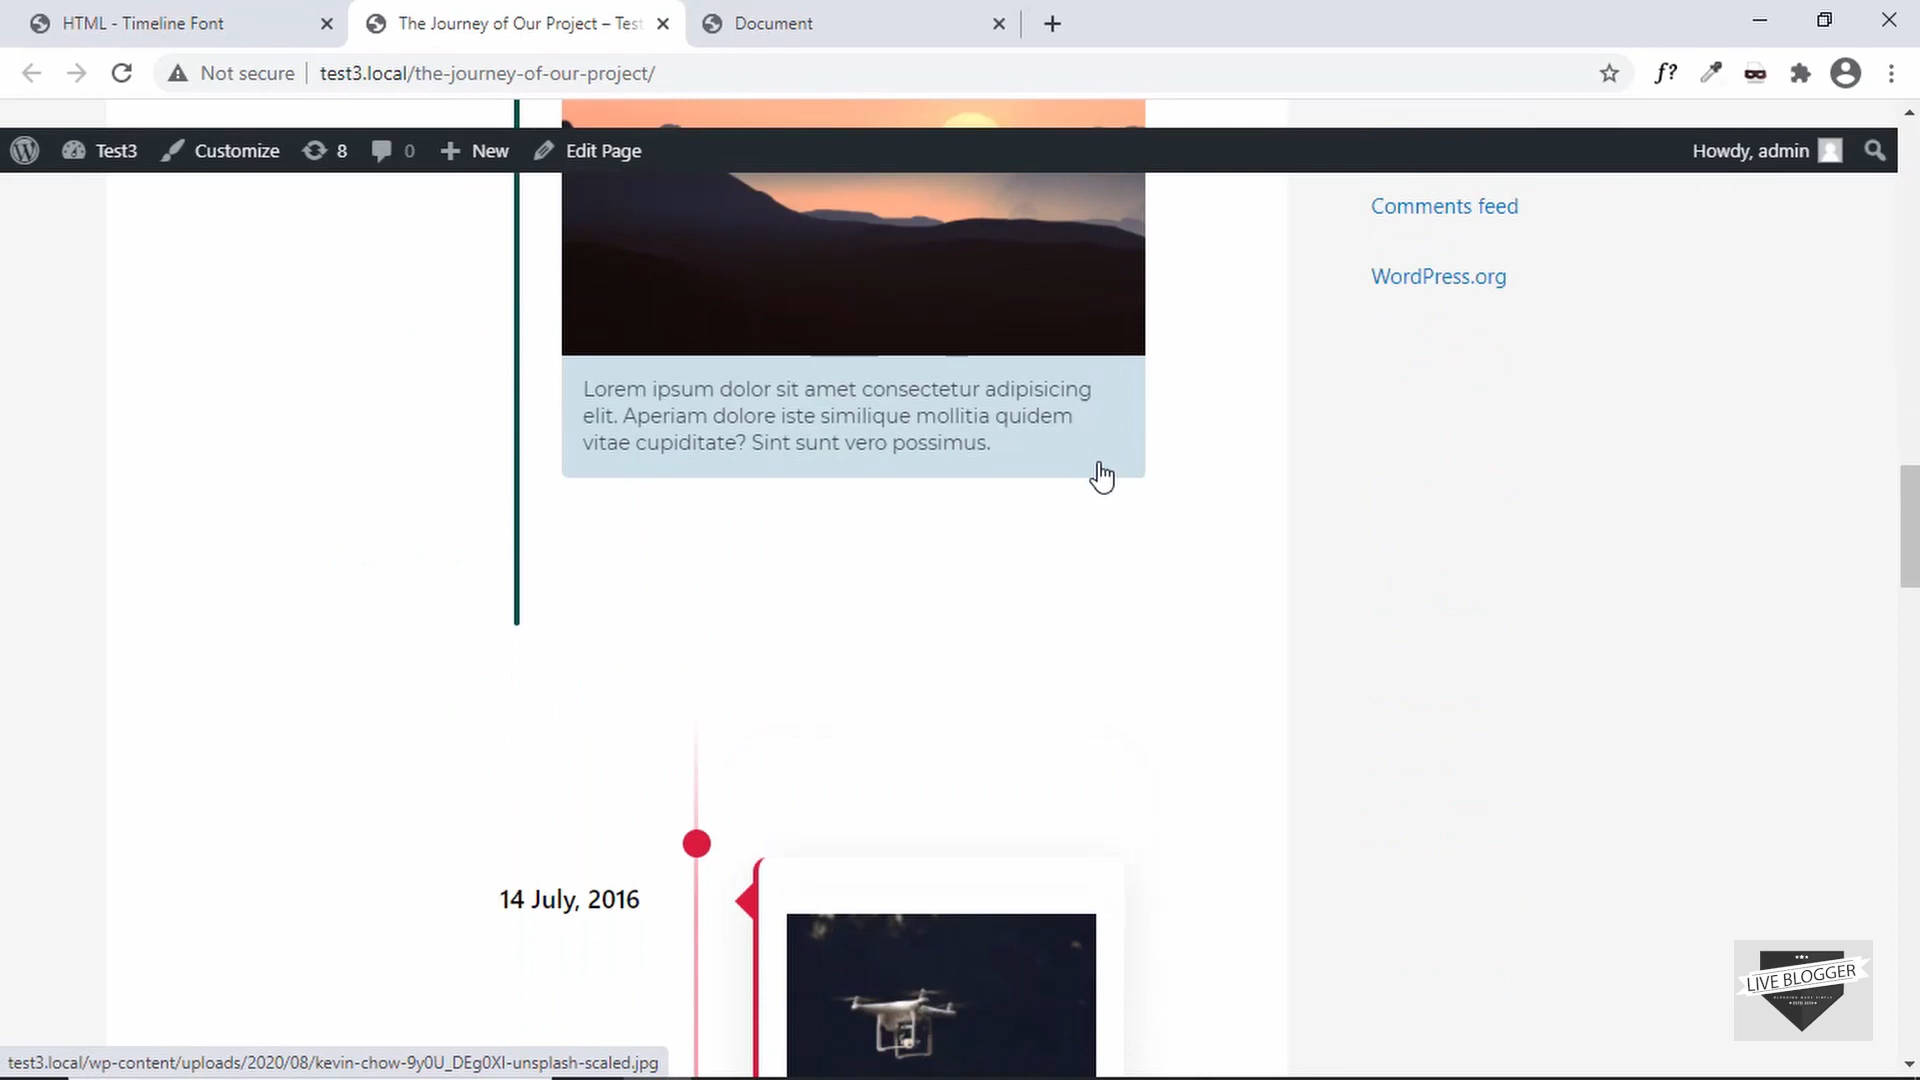 HTML - Timeline Font
The Journey of Our Project – Test
Document
Not secure
test3.local/the-journey-of-our-project/
f?
Test3
Customize
8
0
New
Edit Page
Howdy, admin
Comments feed
WordPress.org
Lorem ipsum dolor sit amet consectetur adipisicing
elit. Aperiam dolore iste similique mollitia quidem
vitae cupiditate? Sint sunt vero possimus.
14 July, 2016
LIVE BLOGGER
test3.local/wp-content/uploads/2020/08/kevin-chow-9y0U_DEg0XI-unsplash-scaled.jpg